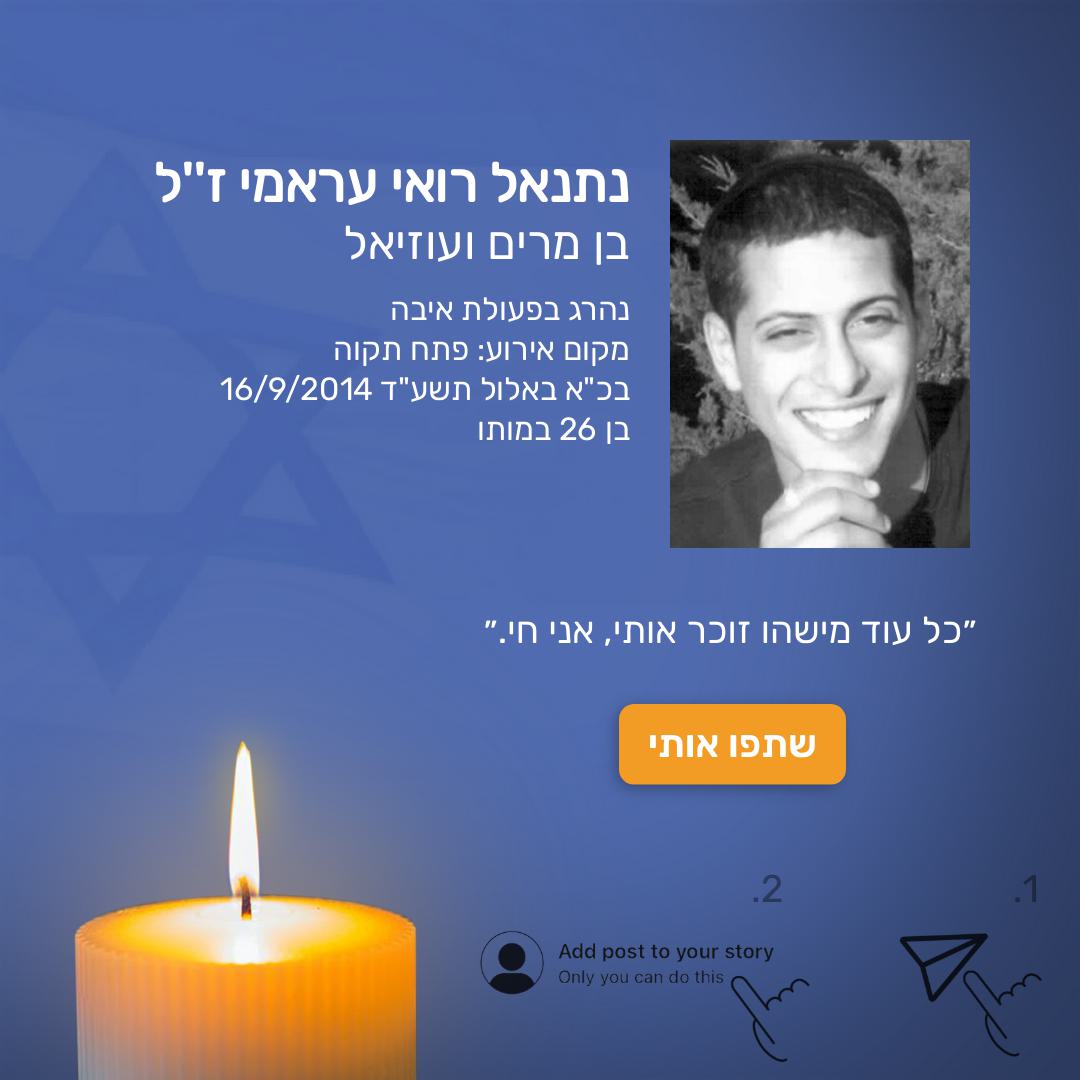 נתנאל רואי עראמי ז"ל
בן מרים ועוזיאל
נהרג בפעולת איבה
מקום אירוע: פתח תקוה
בכ"א באלול תשע"ד 16/9/2014
בן 26 במותו
״כל עוד מישהו זוכר אותי, אני חי.״
שתפו אותי
1.
2.
Add post to your story
Only you can do this